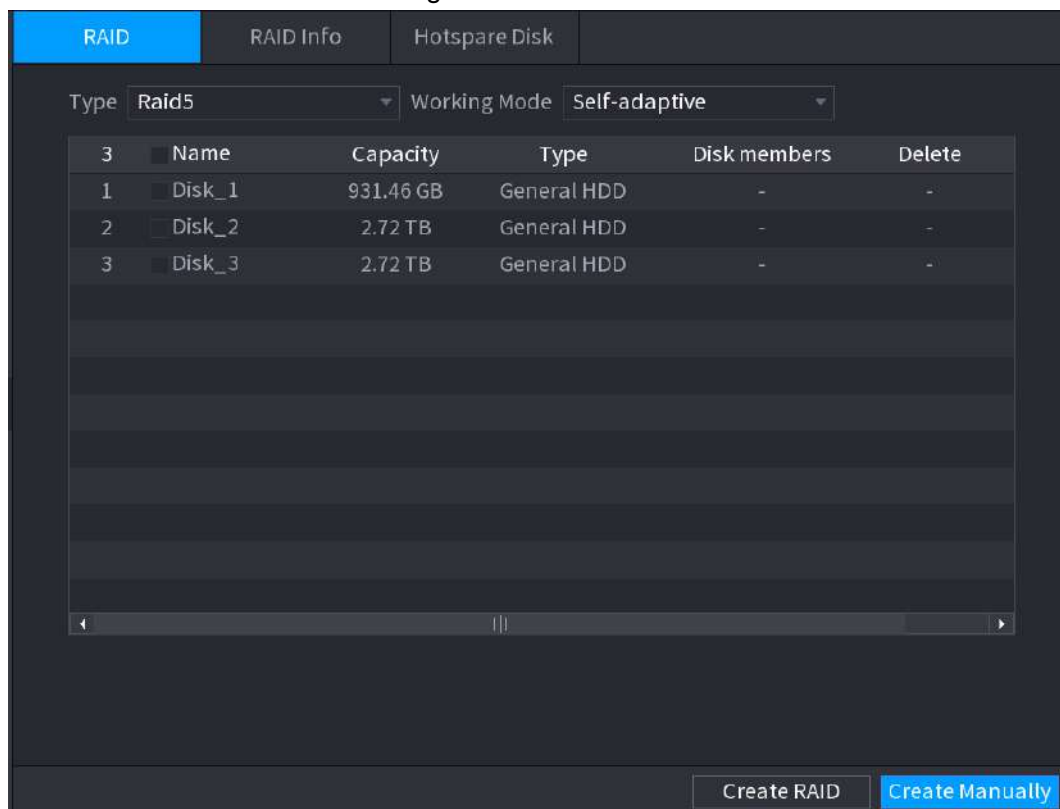 RAID RAID Info Hotspare Disk
Type Raid5 Working Mode Self-adaptive
3 Name Capacity Type Disk members Delete
1 Disk_1 931.46 GB General HDD - -
2 Disk_2 2.72 TB General HDD - -
3 Disk_3 2.72 TB General HDD - -
Create RAID Create Manually